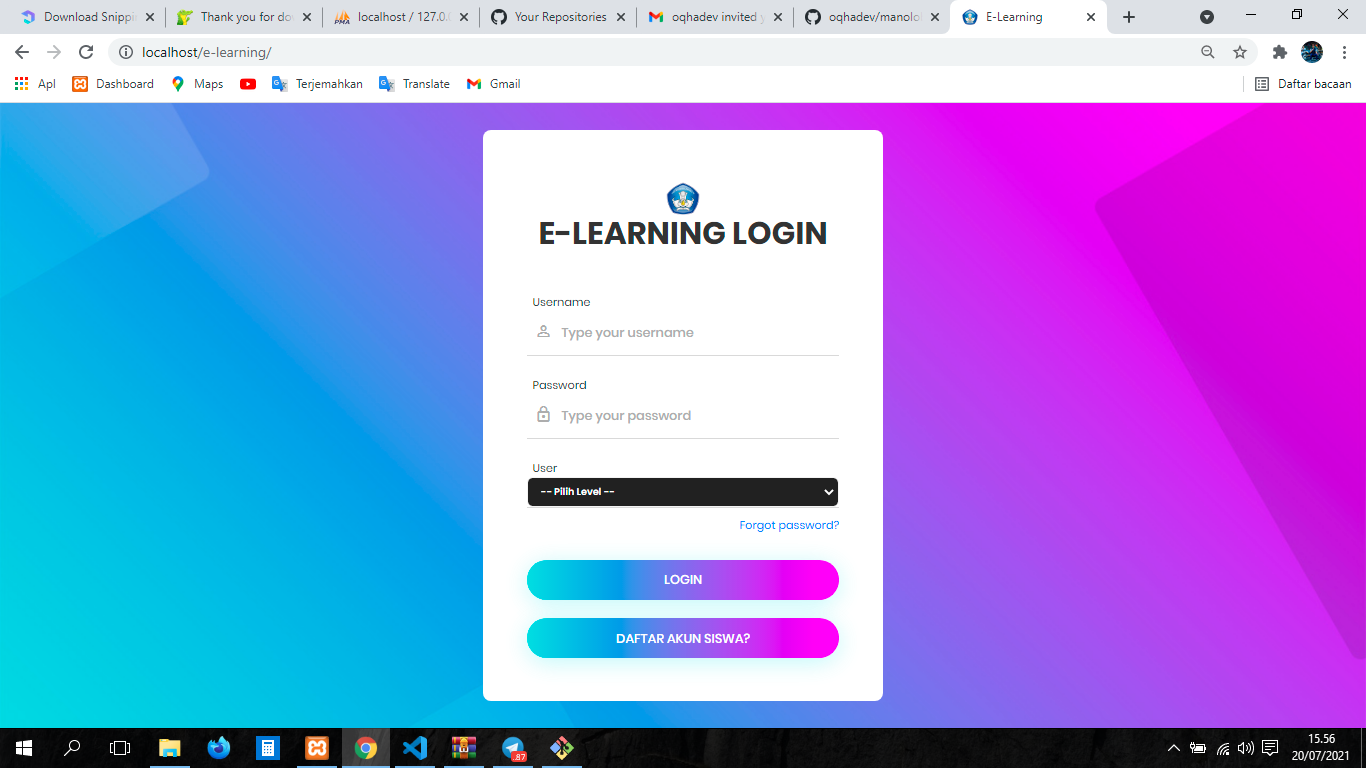 Download Snippi
Thank you for do
localhost / 127.0.0
Your Repositories
oqhadev invited y
oqhadev/manolo
E-Learning
localhost/e-learning/
Apl
Dashboard
Maps
Terjemahkan
Translate
Gmail
Daftar bacaan
E-LEARNING LOGIN
Username
Type your username
Password
Type your password
User
-- Pilih Level --
Forgot password?
LOGIN
DAFTAR AKUN SISWA?
87
15.56
20/07/2021